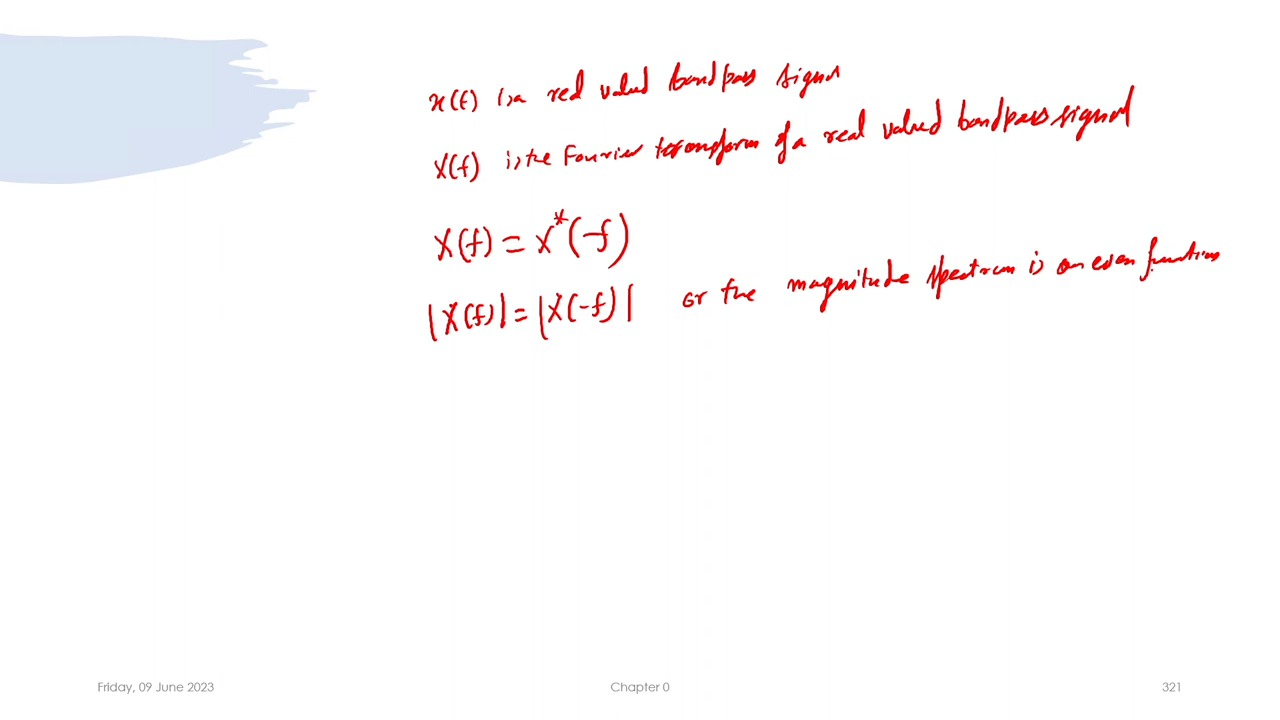 x(t) is a real valued bandpass signal
X(f) is the Fourier transform of a real valued bandpass signal
X(f) = X*(-f)
|X(f)| = |X(-f)| or the magnitude spectrum is an even function
Friday, 09 June 2023 Chapter 0 321